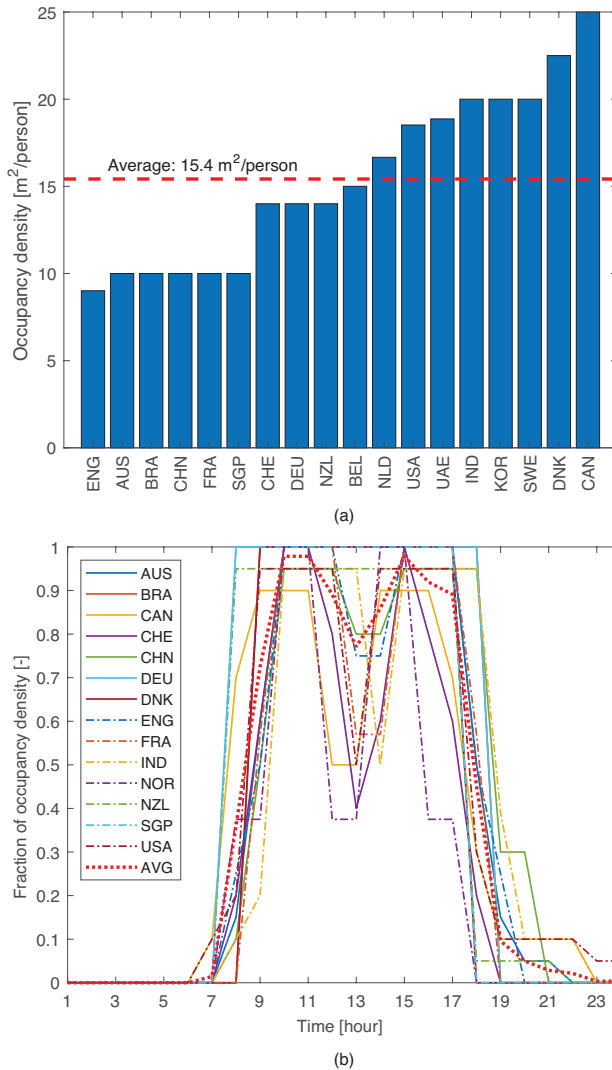 25
20
15
10
5
0
Occupancy density [m²/person]
Average: 15.4 m²/person
ENG AUS BRA CHN FRA SGP CHE DEU NZL BEL NLD USA UAE IND KOR SWE DNK CAN
(a)
1
0.9
0.8
0.7
0.6
0.5
0.4
0.3
0.2
0.1
0
Fraction of occupancy density [-]
AUS
BRA
CAN
CHE
CHN
DEU
DNK
ENG
FRA
IND
NOR
NZL
SGP
USA
AVG
1 3 5 7 9 11 13 15 17 19 21 23
Time [hour]
(b)